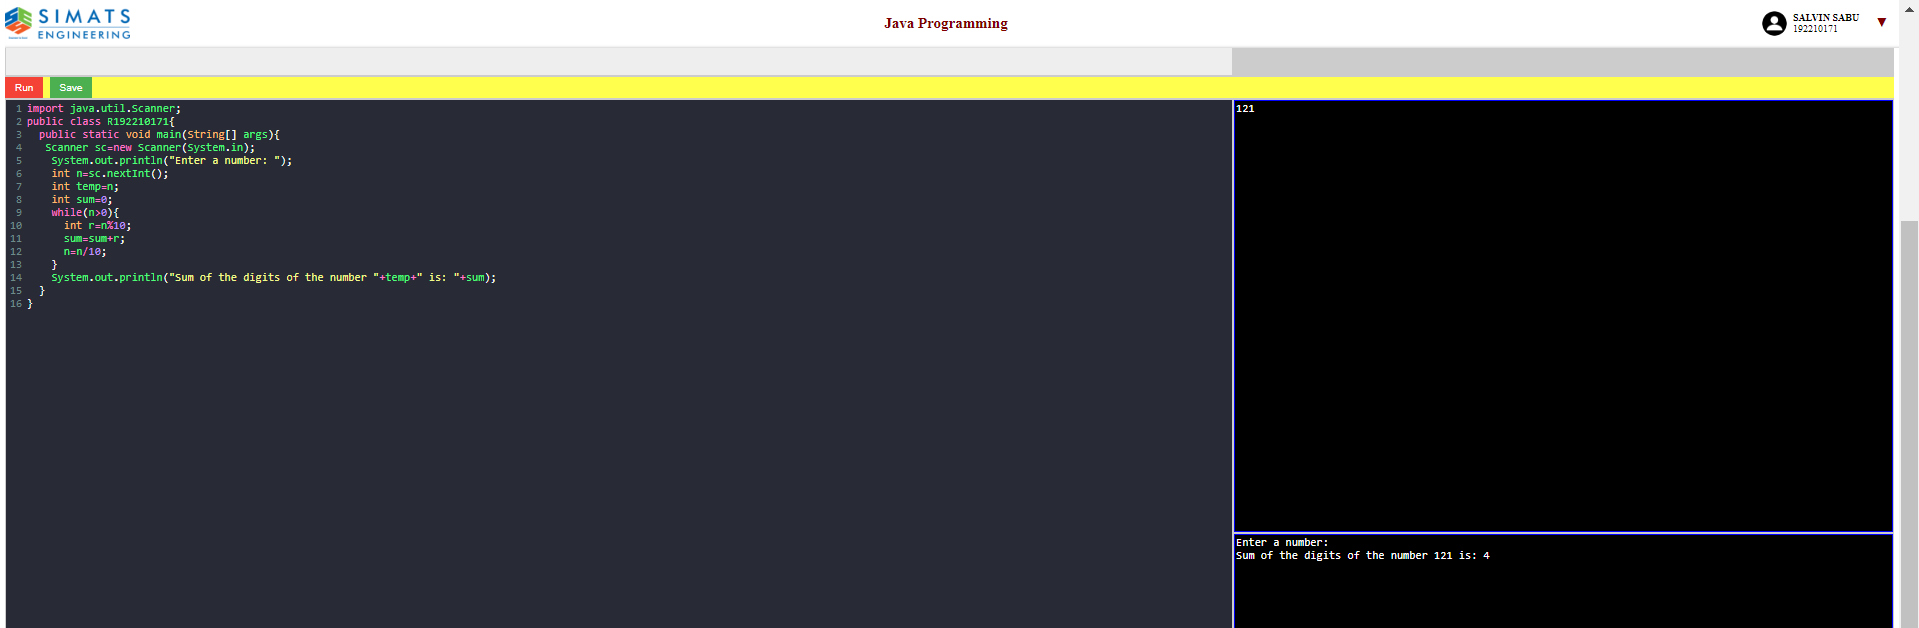 SIMATS
ENGINEERING
Java Programming
SALVIN SABU
192210171
Run
Save
1 import java.util.Scanner;
2 public class R192210171{
3   public static void main(String[] args){
4    Scanner sc=new Scanner(System.in);
5     System.out.println("Enter a number: ");
6     int n=sc.nextInt();
7     int temp=n;
8     int sum=0;
9     while(n>0){
10       int r=n%10;
11       sum=sum+r;
12       n=n/10;
13     }
14     System.out.println("Sum of the digits of the number "+temp+" is: "+sum);
15   }
16 }
121
Enter a number:
Sum of the digits of the number 121 is: 4